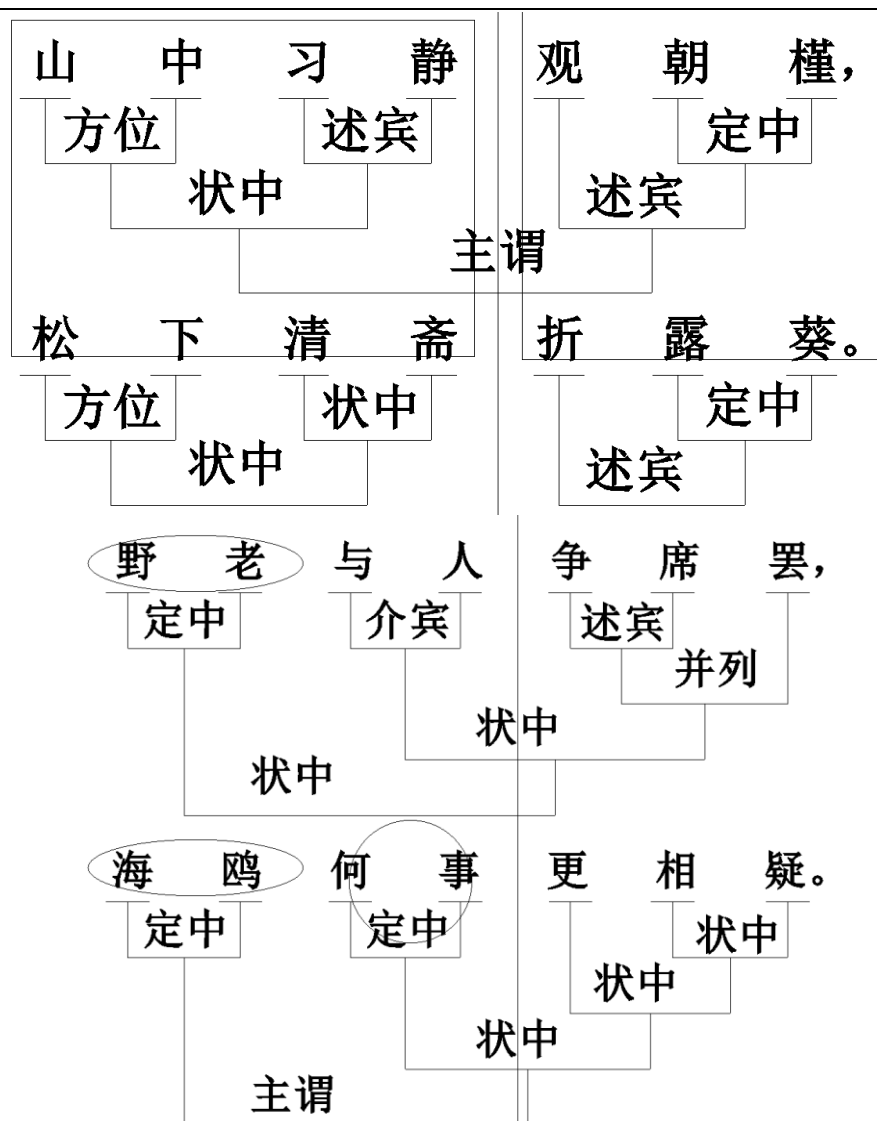 山中习静观朝槿，
方位 述宾 定中
状中 述宾
主谓
松下清斋折露葵。
方位 状中 定中
状中 述宾
野老与人争席罢，
定中 介宾 述宾
并列
状中
状中
海鸥何事更相疑。
定中 定中 状中
状中
状中
主谓